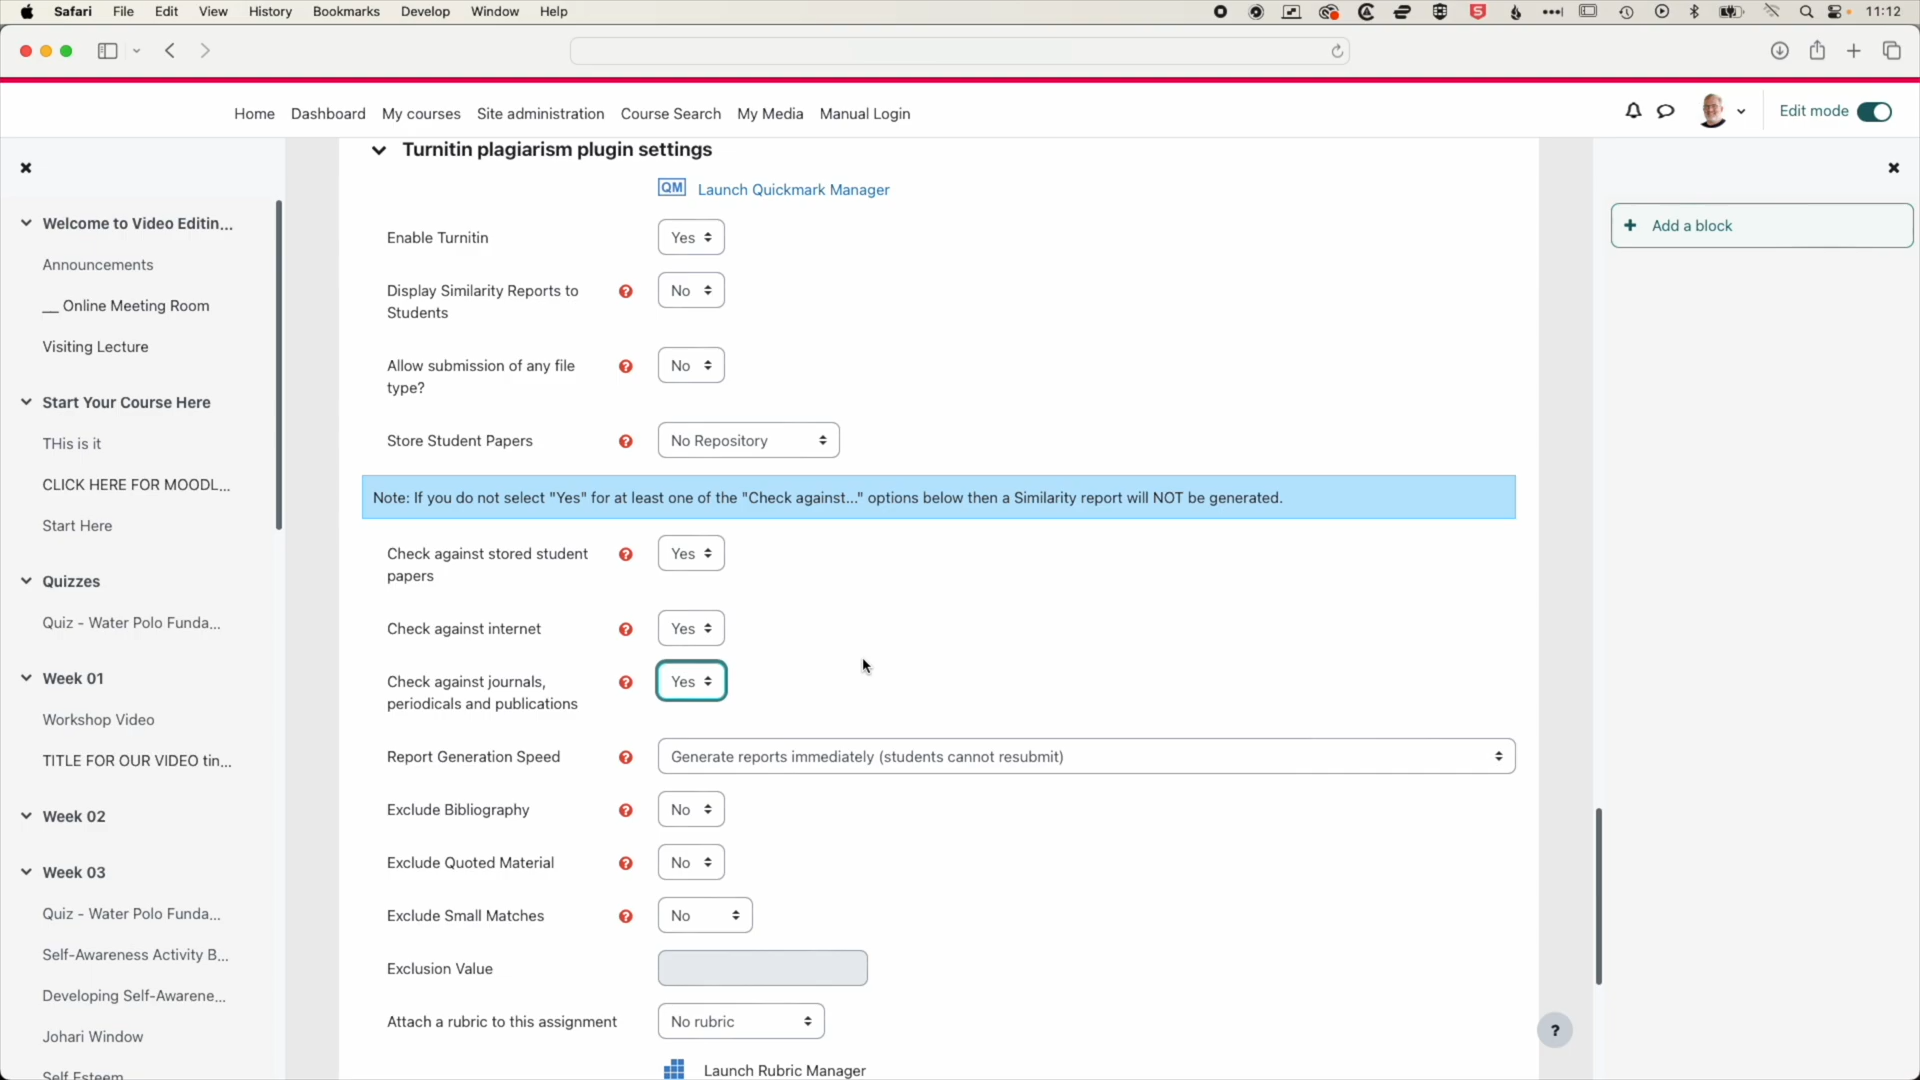 Safari File Edit View History Bookmarks Develop Window Help 11:12
Home Dashboard My courses Site administration Course Search My Media Manual Login Edit mode
Welcome to Video Editin...
Announcements
__ Online Meeting Room
Visiting Lecture
Start Your Course Here
THis is it
CLICK HERE FOR MOODL...
Start Here
Quizzes
Quiz - Water Polo Funda...
Week 01
Workshop Video
TITLE FOR OUR VIDEO tin...
Week 02
Week 03
Quiz - Water Polo Funda...
Self-Awareness Activity B...
Developing Self-Awarene...
Johari Window
Self Esteem
Turnitin plagiarism plugin settings
QM Launch Quickmark Manager
Enable Turnitin Yes
Display Similarity Reports to
Students
? No
Allow submission of any file
type?
? No
Store Student Papers ? No Repository
Note: If you do not select "Yes" for at least one of the "Check against..." options below then a Similarity report will NOT be generated.
Check against stored student
papers
? Yes
Check against internet ? Yes
Check against journals,
periodicals and publications
? Yes
Report Generation Speed ? Generate reports immediately (students cannot resubmit)
Exclude Bibliography ? No
Exclude Quoted Material ? No
Exclude Small Matches ? No
Exclusion Value
Attach a rubric to this assignment No rubric
Launch Rubric Manager
+ Add a block
?